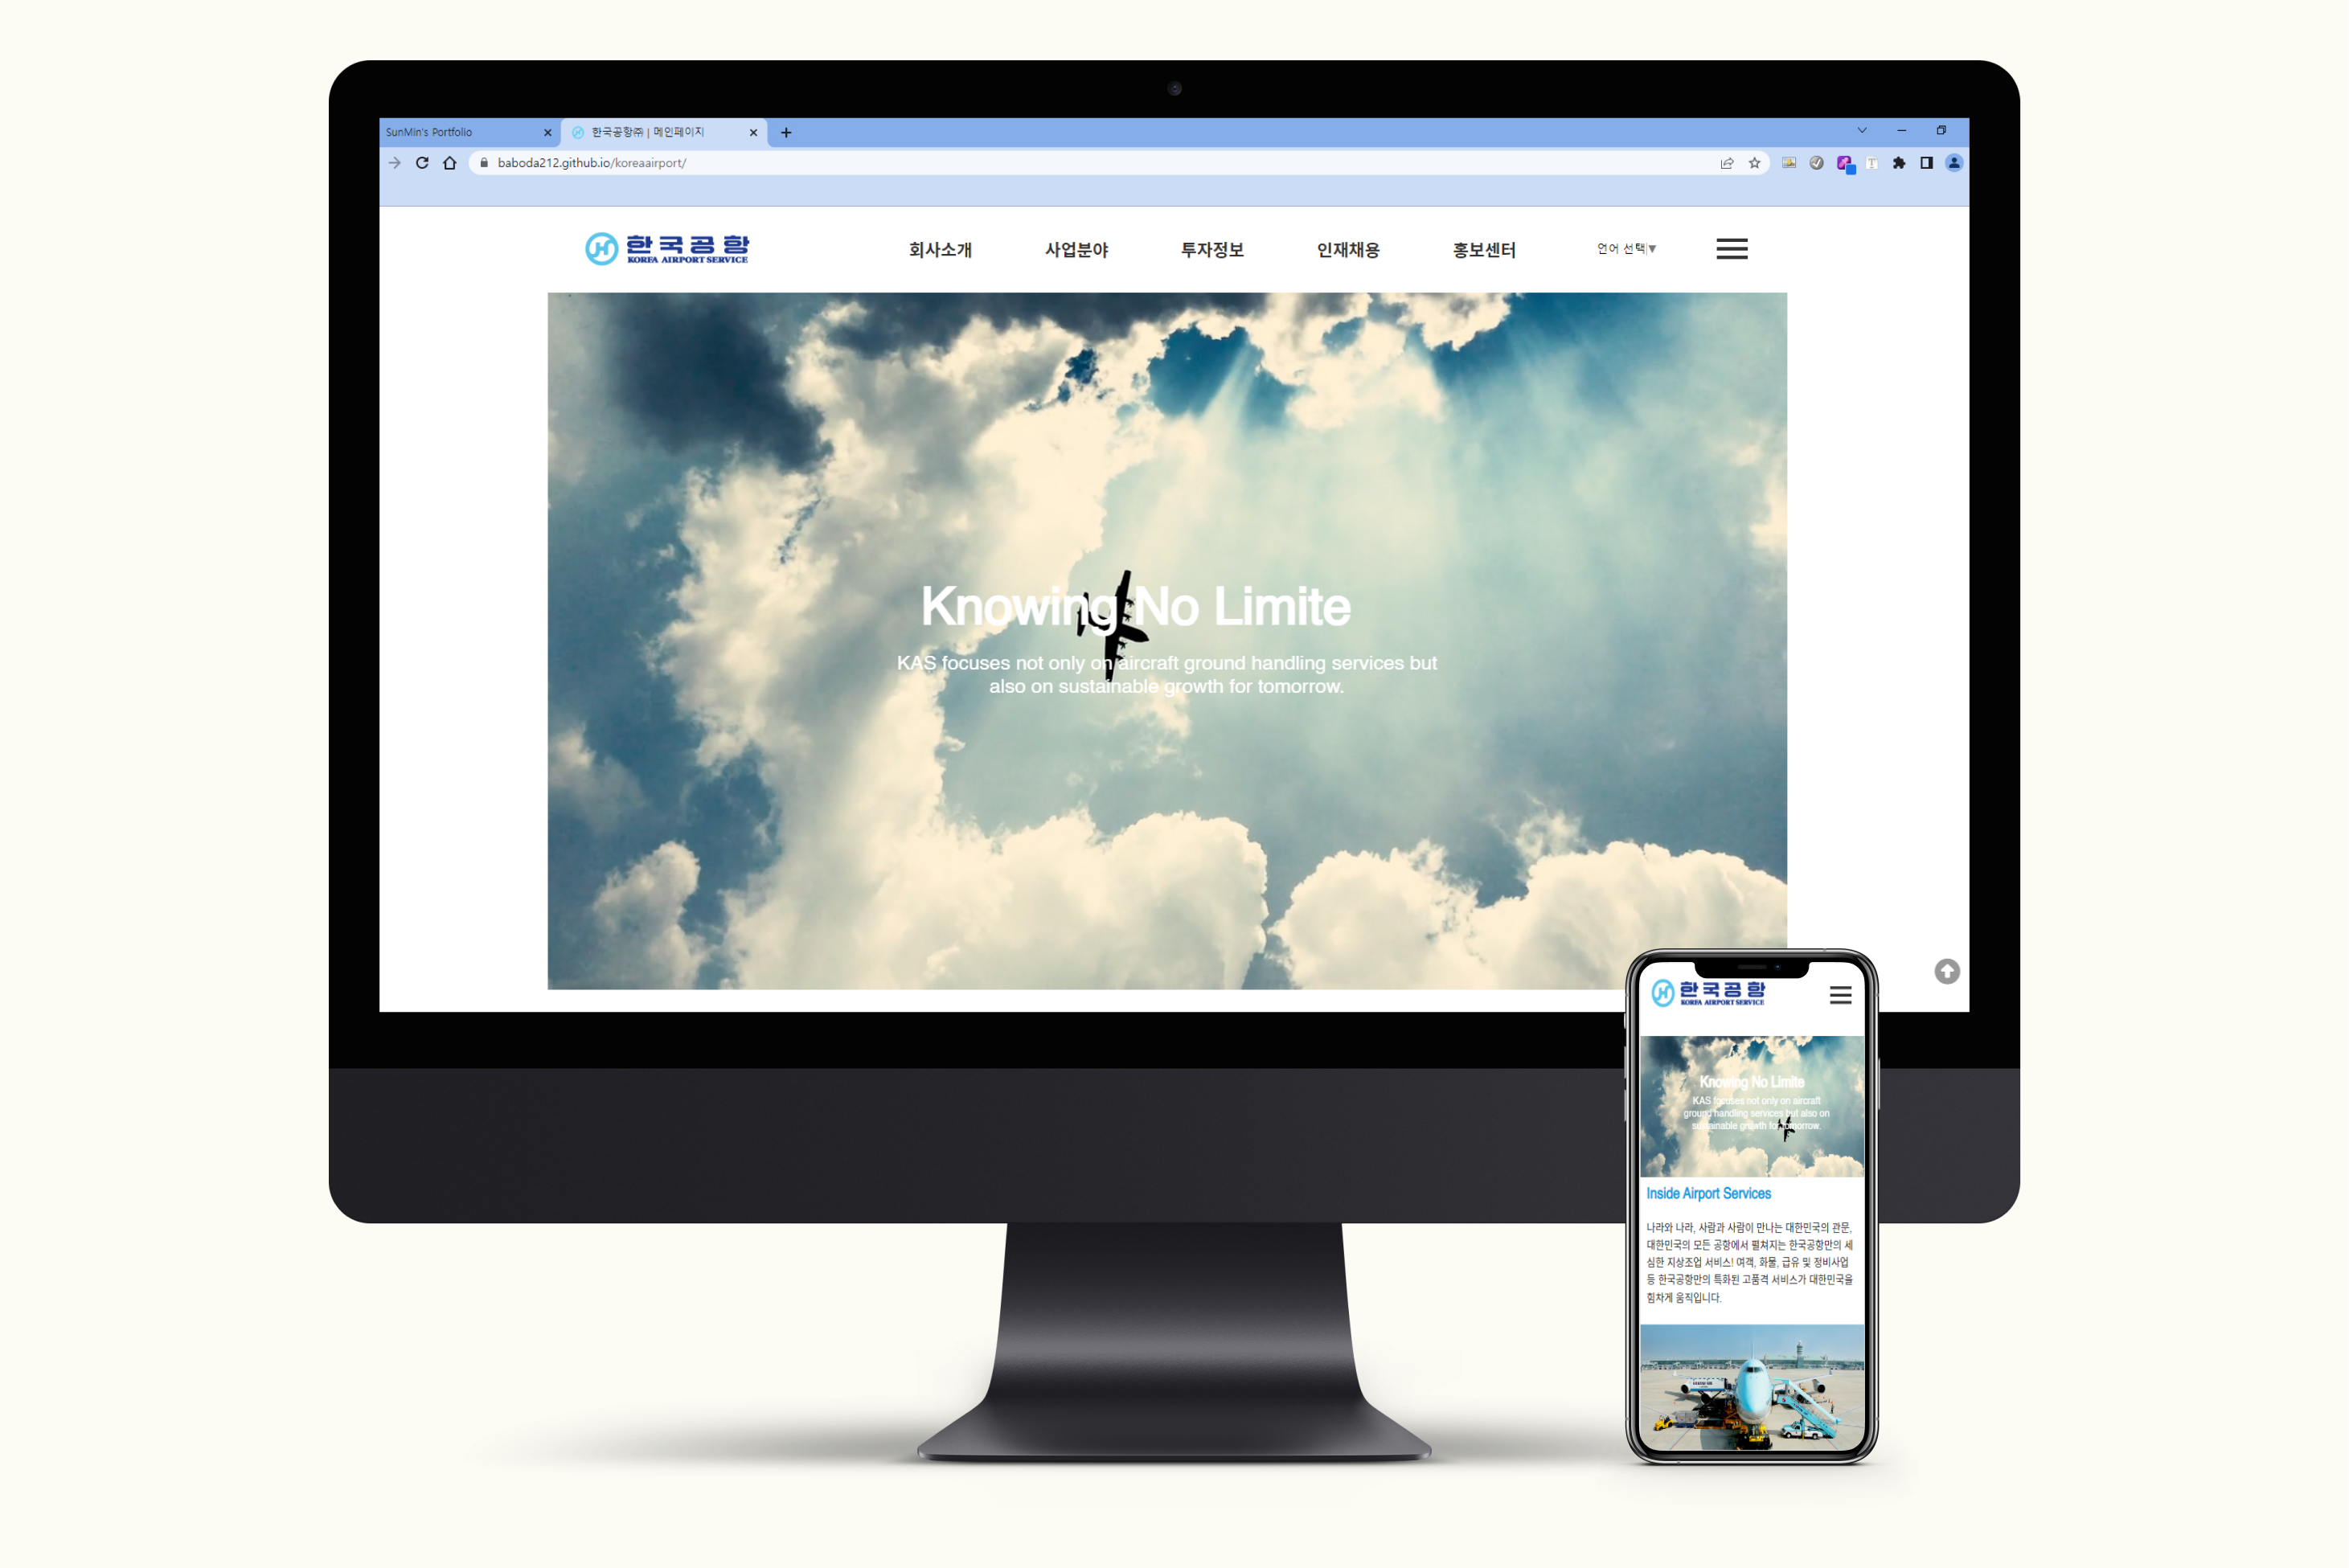 SunMin's Portfolio
한국공항㈜ | 메인페이지
baboda212.github.io/koreaairport/
한국공항
KOREA AIRPORT SERVICE
회사소개 사업분야 투자정보 인재채용 홍보센터 언어 선택▼
Knowing No Limite
KAS focuses not only on aircraft ground handling services but
also on sustainable growth for tomorrow.
한국공항
KOREA AIRPORT SERVICE
Knowing No Limite
KAS focuses not only on aircraft
ground handling services but also on
sustainable growth for tomorrow.
Inside Airport Services
나라와 나라, 사람과 사람이 만나는 대한민국의 관문,
대한민국의 모든 공항에서 펼쳐지는 한국공항만의 세
심한 지상조업 서비스! 여객, 화물, 급유 및 정비사업
등 한국공항만의 특화된 고품격 서비스가 대한민국을
힘차게 움직입니다.